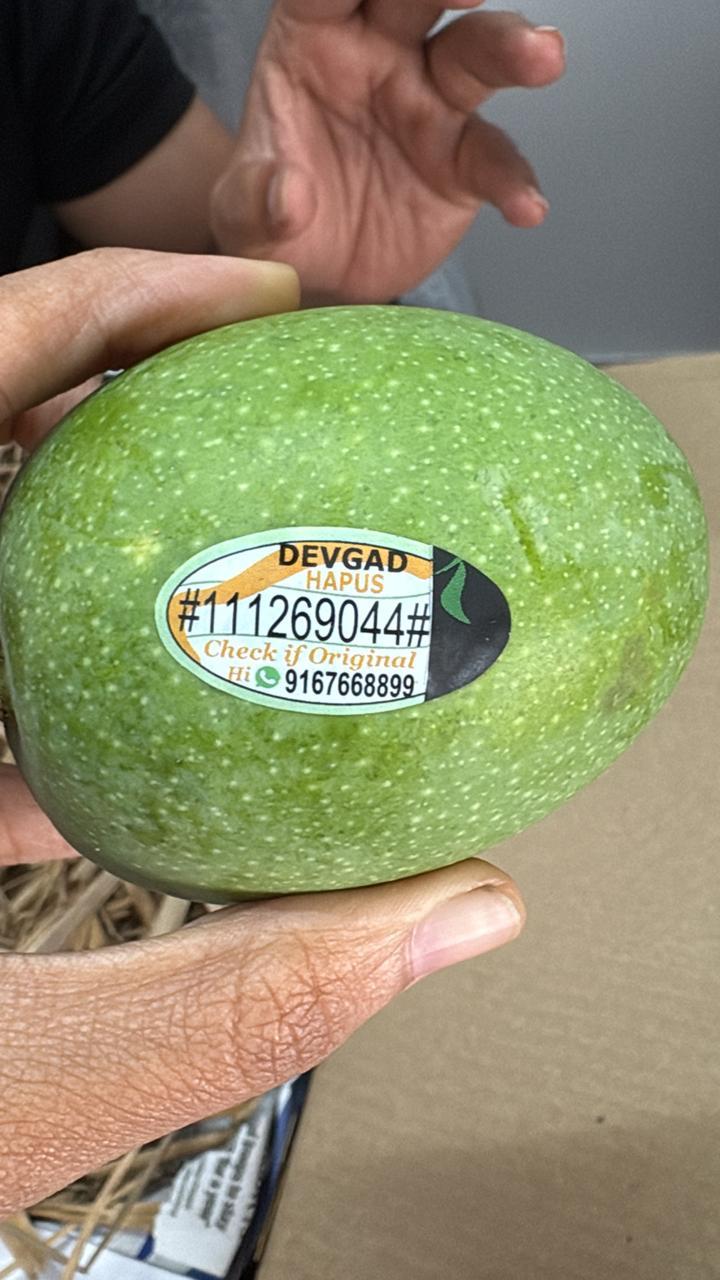 DEVGAD
HAPUS
#111269044#
Check if Original
Hi 9167668899